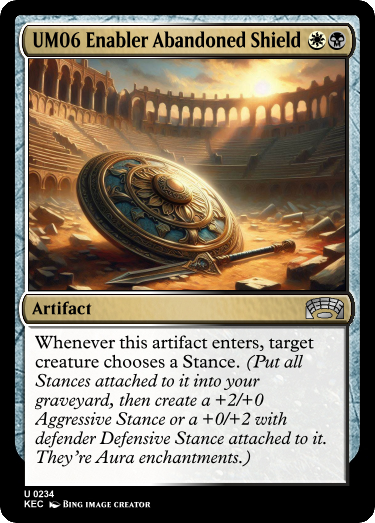 UM06 Enabler Abandoned Shield
Artifact
Whenever this artifact enters, target
creature chooses a Stance. (Put all
Stances attached to it into your
graveyard, then create a +2/+0
Aggressive Stance or a +0/+2 with
defender Defensive Stance attached to it.
They're Aura enchantments.)
U 0234
KEC BING IMAGE CREATOR